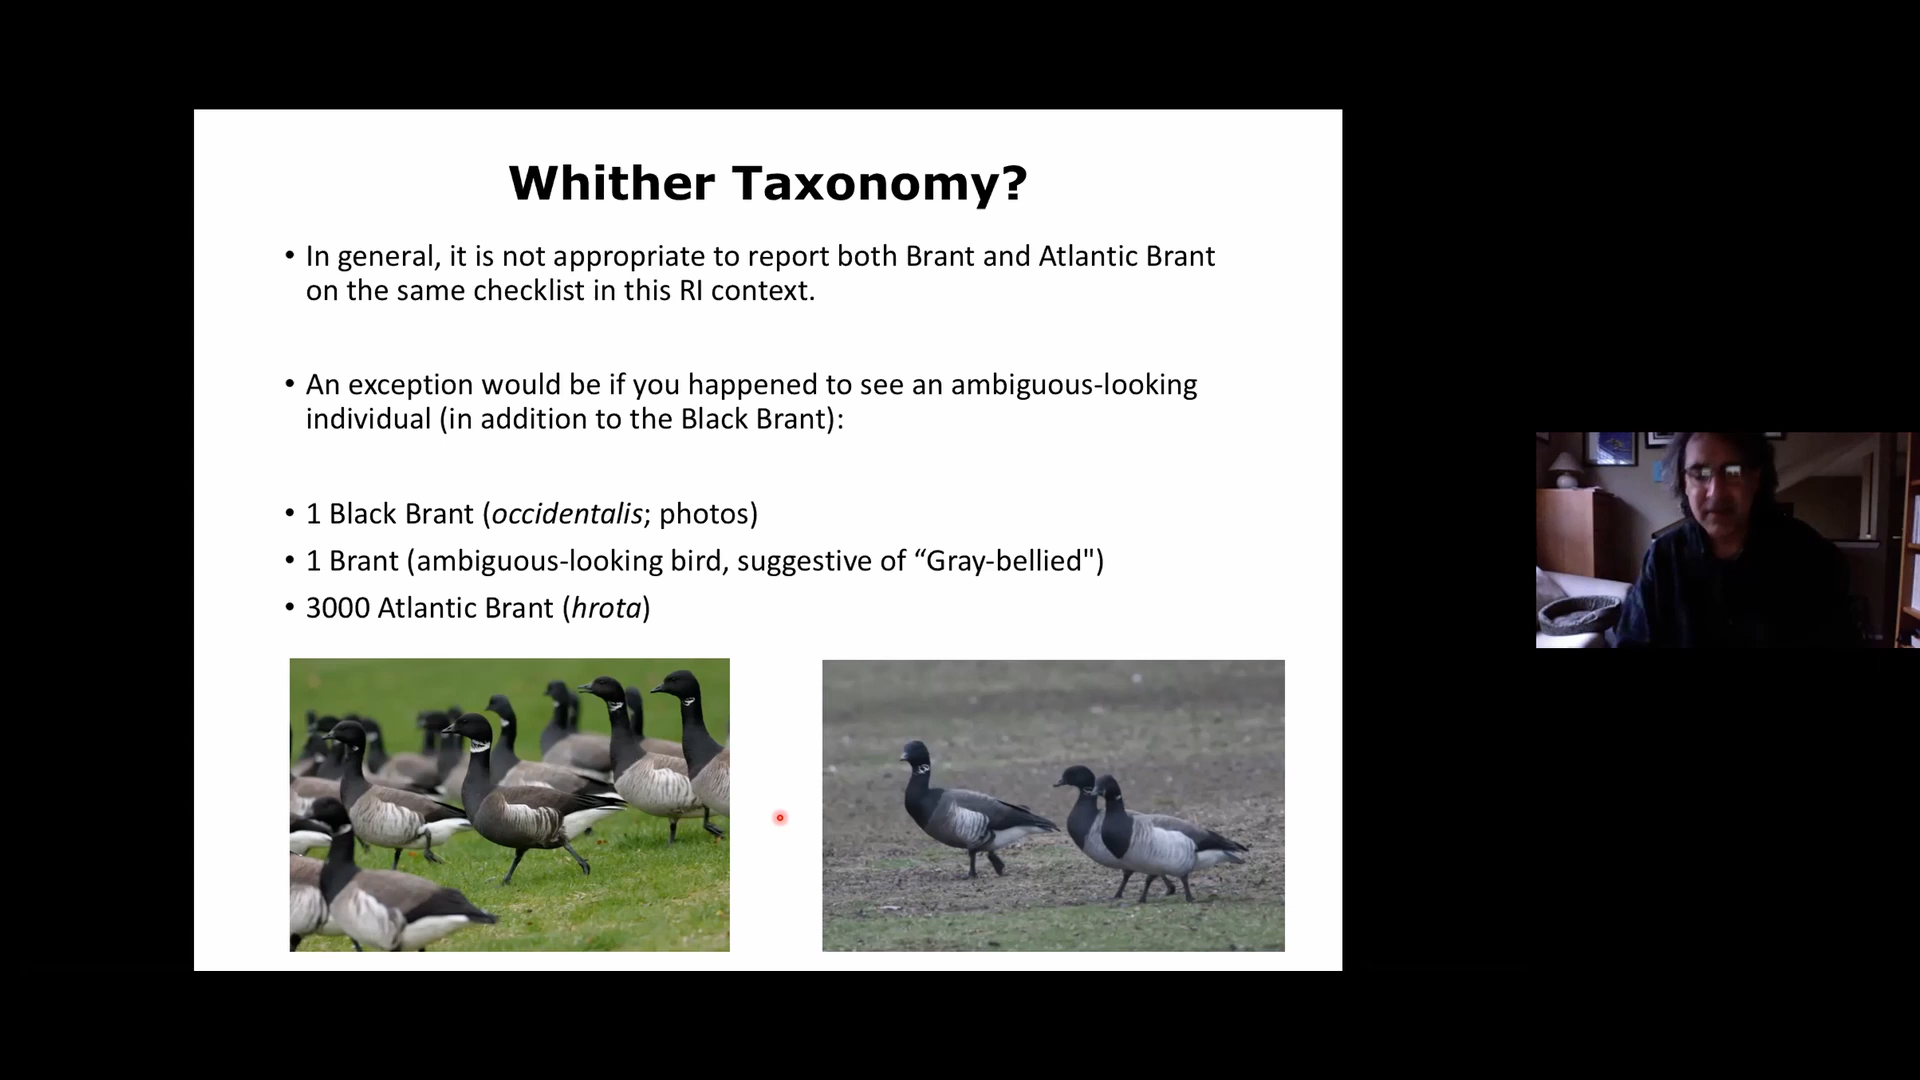 Whither Taxonomy?
• In general, it is not appropriate to report both Brant and Atlantic Brant
on the same checklist in this RI context.
• An exception would be if you happened to see an ambiguous-looking
individual (in addition to the Black Brant):
• 1 Black Brant (occidentalis; photos)
• 1 Brant (ambiguous-looking bird, suggestive of “Gray-bellied")
• 3000 Atlantic Brant (hrota)